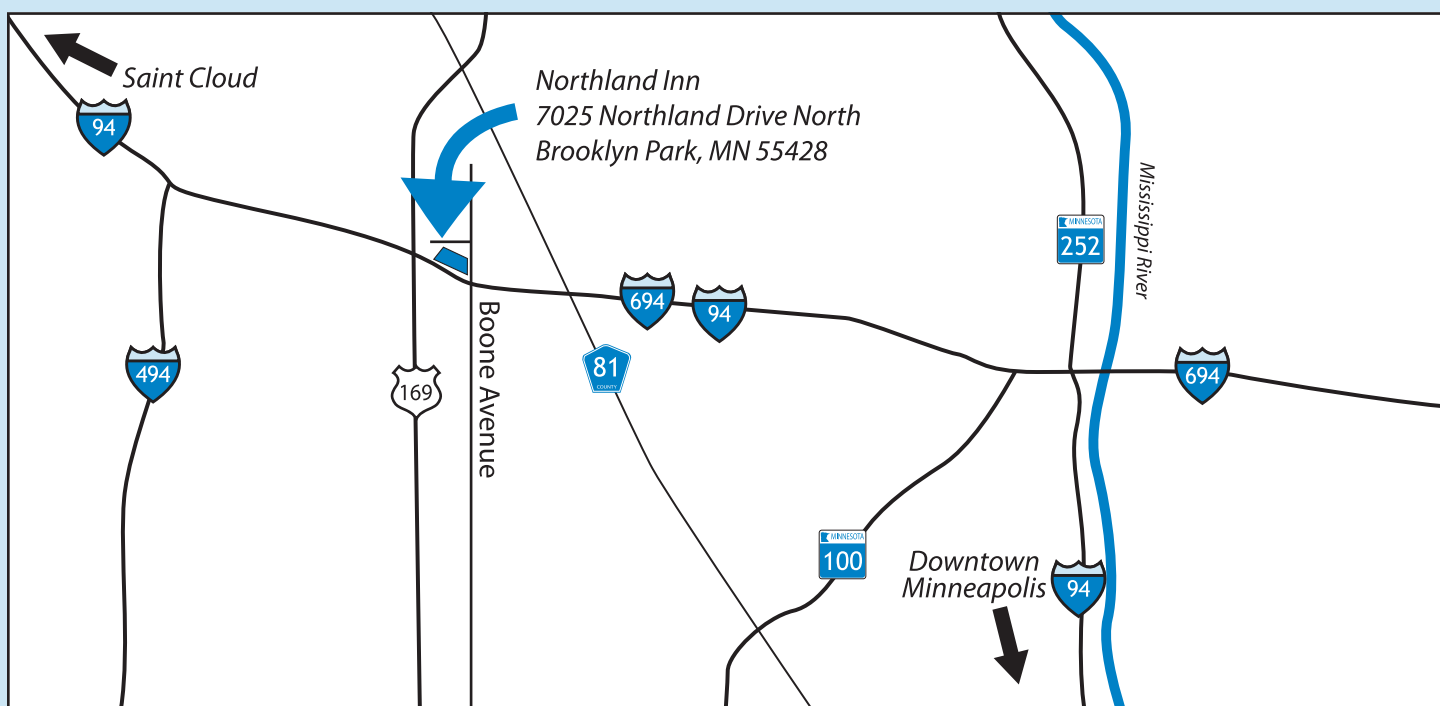 Saint Cloud
94
Northland Inn
7025 Northland Drive North
Brooklyn Park, MN 55428
Mississippi River
MINNESOTA
252
694
94
494
169
Boone Avenue
81
COUNTY
694
MINNESOTA
100
Downtown
Minneapolis
94